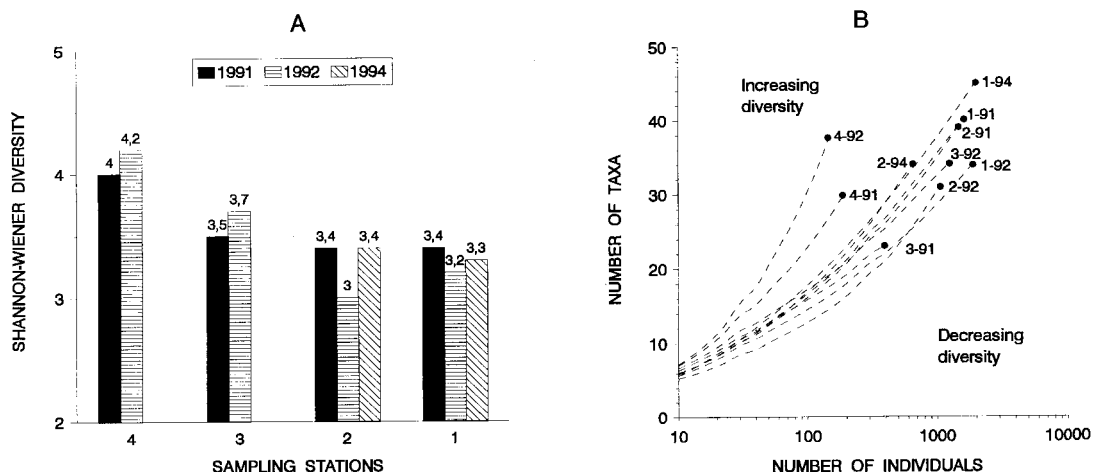 A
SHANNON-WIENER DIVERSITY
5
4
3
2
1991 1992 1994
4
4,2
3,5
3,7
3,4
3
3,4
3,4
3,2
3,3
4 3 2 1
SAMPLING STATIONS
B
NUMBER OF TAXA
50
40
30
20
10
0
Increasing
diversity
1-94
1-91
2-91
4-92
3-92
2-94
1-92
2-92
4-91
3-91
Decreasing
diversity
10 100 1000 10000
NUMBER OF INDIVIDUALS